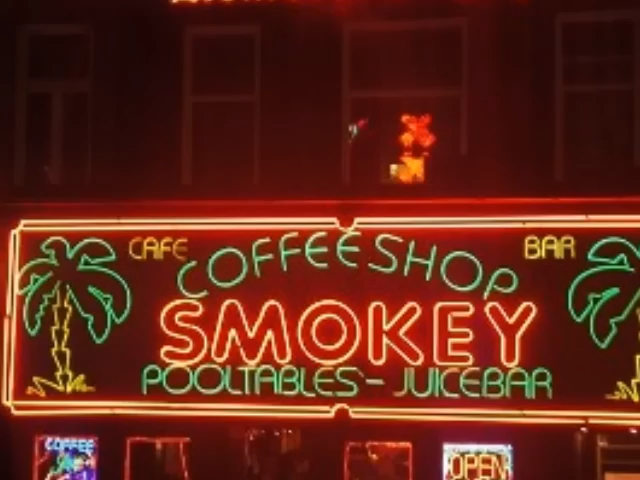 CAFE COFFEESHOP BAR
SMOKEY
POOLTABLES - JUICEBAR
COFFEE
OPEN